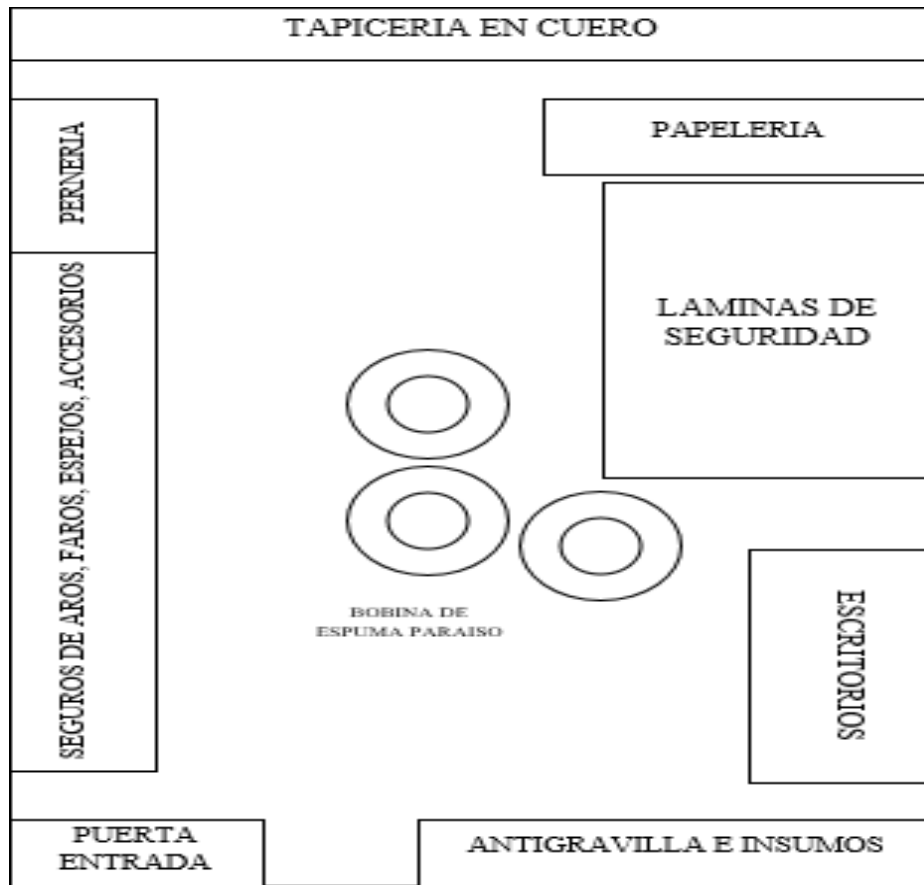 TAPICERIA EN CUERO
PERNERIA
PAPELERIA
LAMINAS DE
SEGURIDAD
SEGUROS DE AROS, FAROS, ESPEJOS, ACCESORIOS
BOBINA DE
ESPUMA PARAISO
ESCRITORIOS
PUERTA
ENTRADA
ANTIGRAVILLA E INSUMOS